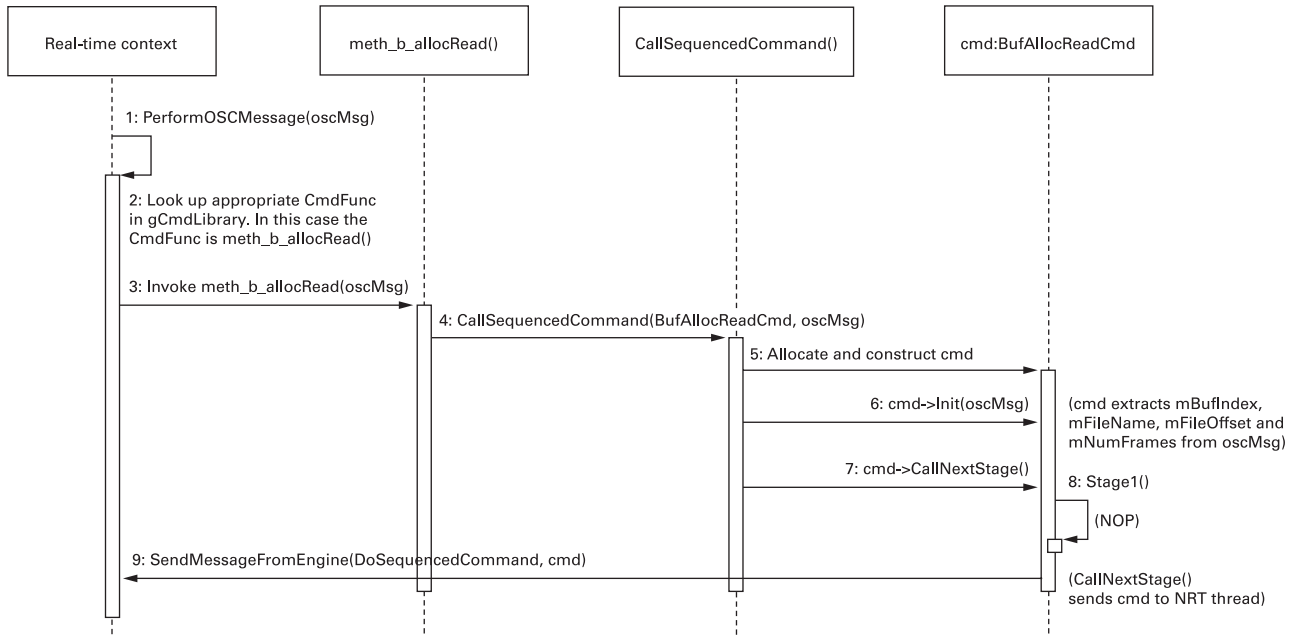 Real-time context
meth_b_allocRead()
CallSequencedCommand()
cmd:BufAllocReadCmd
1: PerformOSCMessage(oscMsg)
2: Look up appropriate CmdFunc
in gCmdLibrary. In this case the
CmdFunc is meth_b_allocRead()
3: Invoke meth_b_allocRead(oscMsg)
4: CallSequencedCommand(BufAllocReadCmd, oscMsg)
5: Allocate and construct cmd
6: cmd->Init(oscMsg)
(cmd extracts mBufIndex,
mFileName, mFileOffset and
mNumFrames from oscMsg)
7: cmd->CallNextStage()
8: Stage1()
(NOP)
9: SendMessageFromEngine(DoSequencedCommand, cmd)
(CallNextStage()
sends cmd to NRT thread)